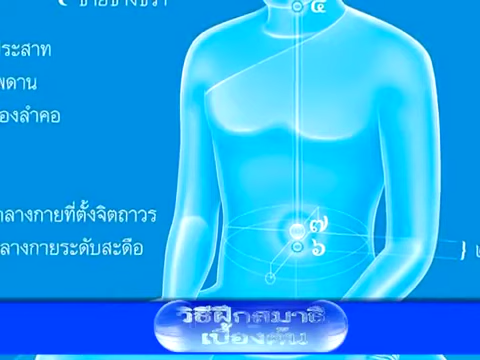 ๕
ระสาท
พดาน
องลำคอ
ลางกายที่ตั้งจิตถาวร
๗
ลางกายระดับสะดือ
๖
วิธีฝึกสมาธิ
เบื้องต้น